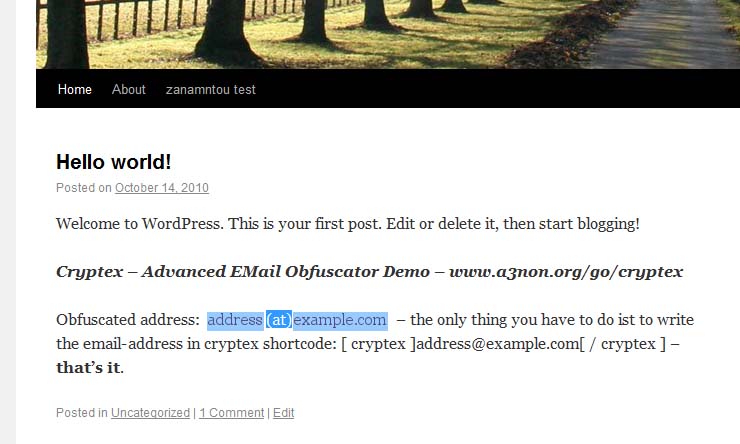 Home About zanamntou test
Hello world!
Posted on October 14, 2010
Welcome to WordPress. This is your first post. Edit or delete it, then start blogging!
Cryptex – Advanced EMail Obfuscator Demo – www.a3non.org/go/cryptex
Obfuscated address: address (at) example.com – the only thing you have to do ist to write
the email-address in cryptex shortcode: [ cryptex ]address@example.com[ / cryptex ] –
that's it.
Posted in Uncategorized | 1 Comment | Edit